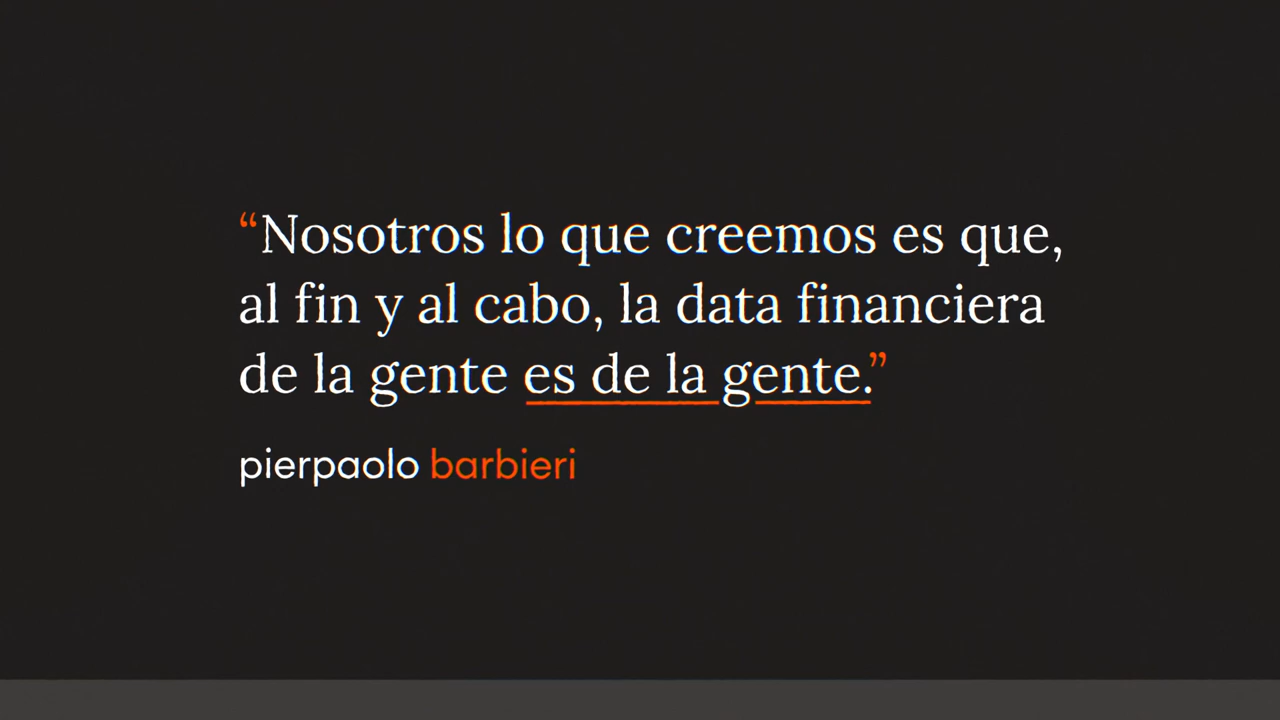 “Nosotros lo que creemos es que,
al fin y al cabo, la data financiera
de la gente es de la gente.”
pierpaolo barbieri